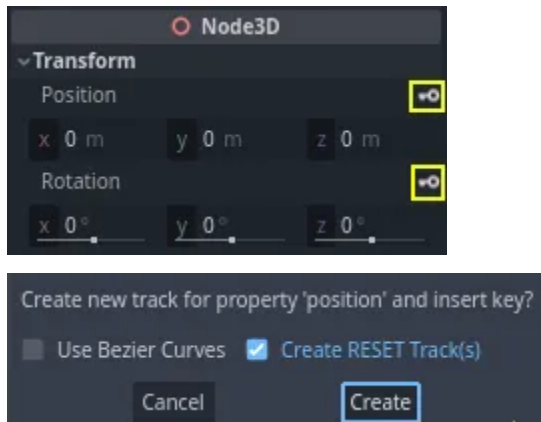 Node3D
Transform
Position
x 0 m y 0 m z 0 m
Rotation
x 0 ° y 0 ° z 0 °
Create new track for property 'position' and insert key?
Use Bezier Curves Create RESET Track(s)
Cancel Create